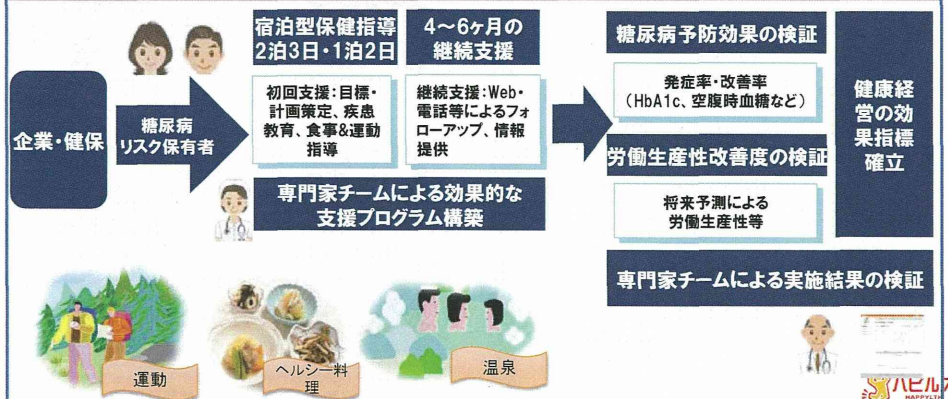 企業・健保
糖尿病
リスク保有者
宿泊型保健指導
2泊3日・1泊2日
4～6ヶ月の
継続支援
初回支援：目標・
計画策定、疾患
教育、食事&運動
指導
継続支援：Web・
電話等によるフォ
ローアップ、情報
提供
専門家チームによる効果的な
支援プログラム構築
糖尿病予防効果の検証
発症率・改善率
（HbA1c、空腹時血糖など）
労働生産性改善度の検証
将来予測による
労働生産性等
健康経
営の効
果指標
確立
専門家チームによる実施結果の検証
運動
ヘルシー料
理
温泉
ハピルス